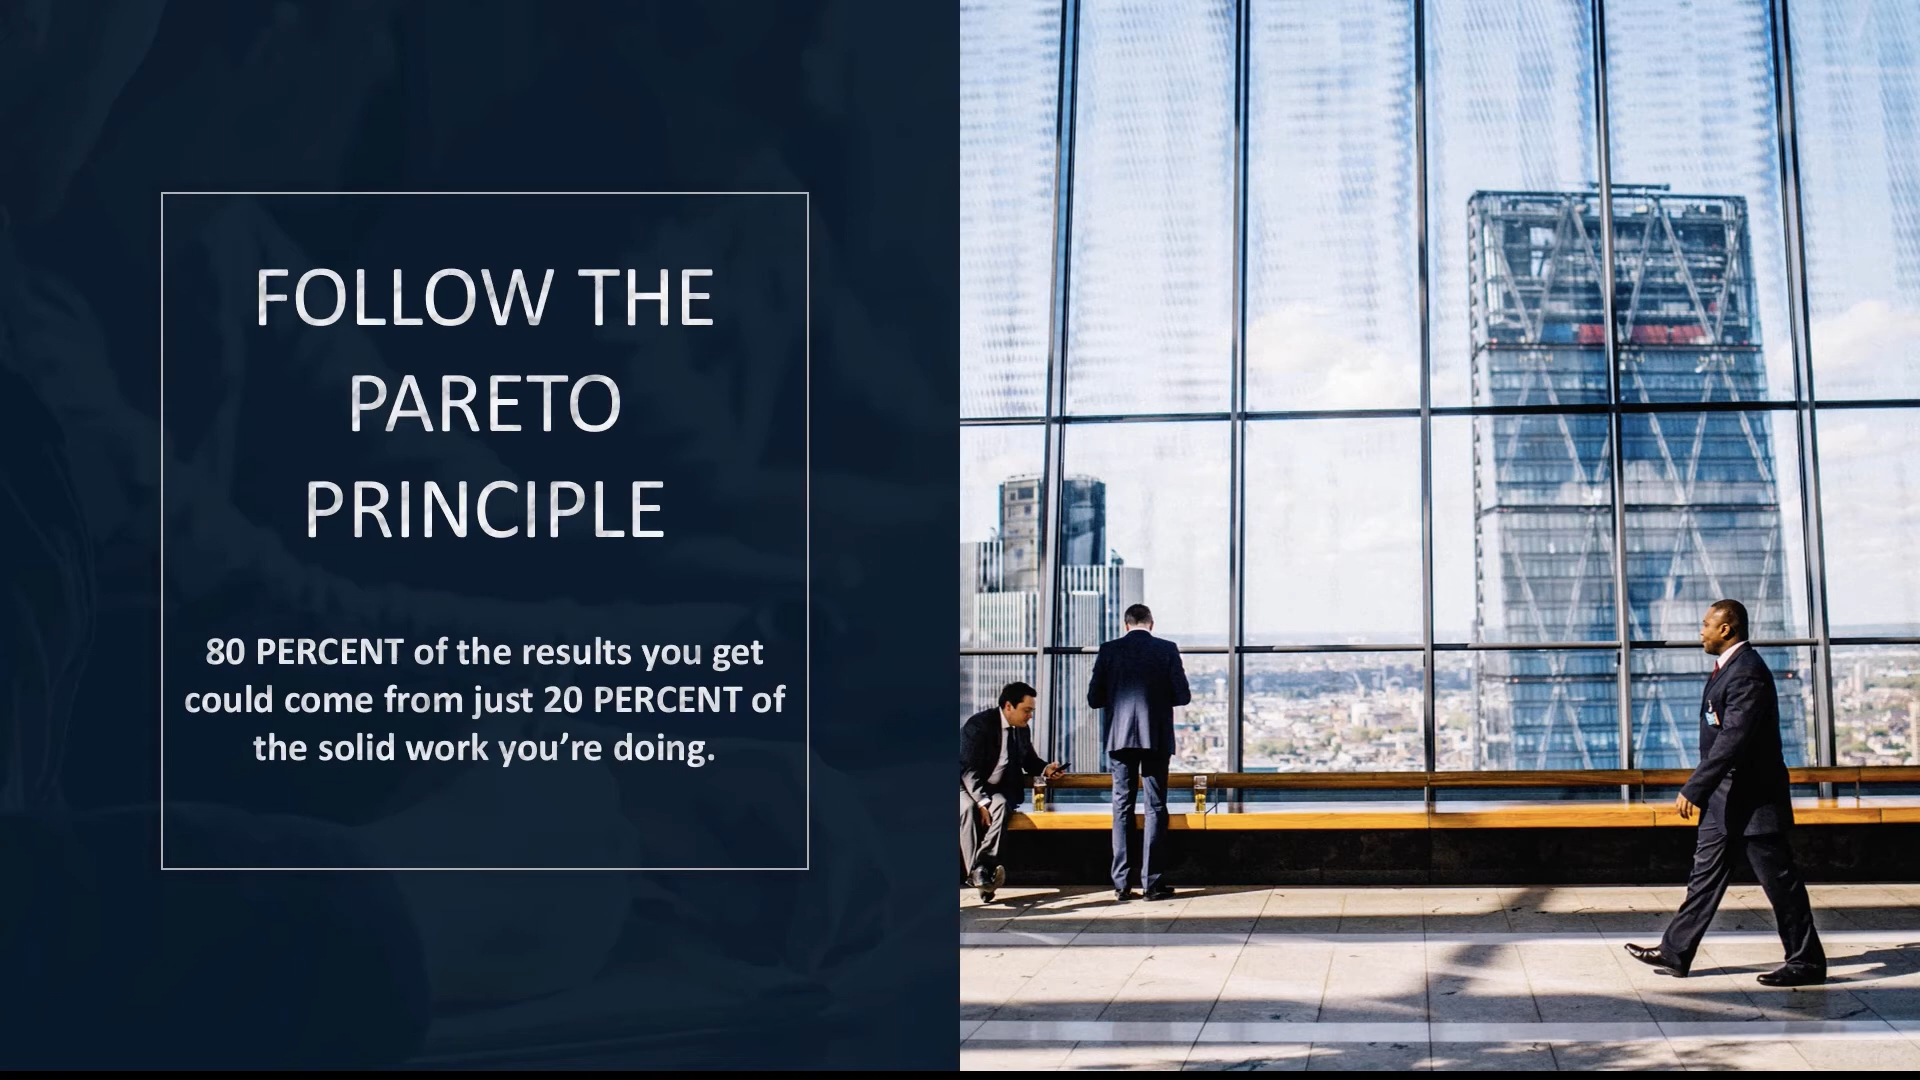 FOLLOW THE
PARETO
PRINCIPLE
80 PERCENT of the results you get
could come from just 20 PERCENT of
the solid work you’re doing.